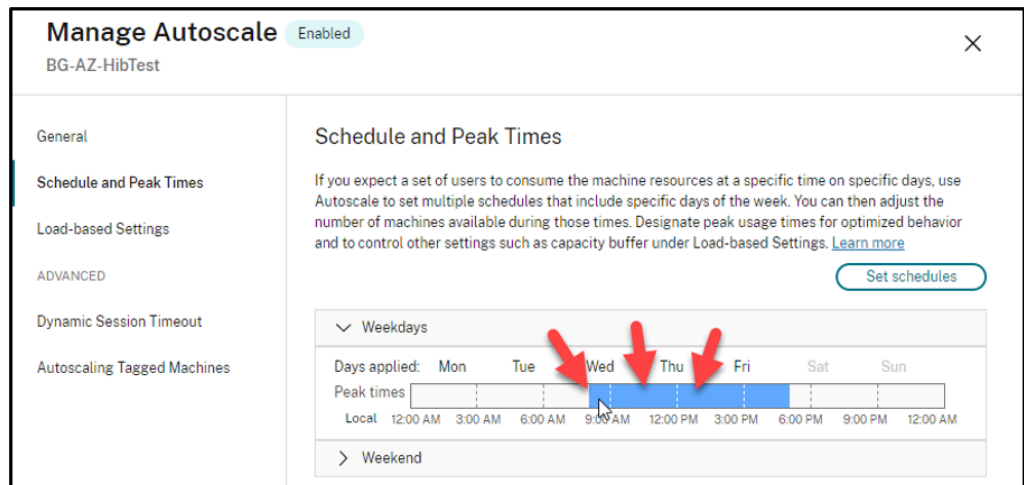 Manage Autoscale Enabled
BG-AZ-HibTest
General
Schedule and Peak Times
Load-based Settings
ADVANCED
Dynamic Session Timeout
Autoscaling Tagged Machines
Schedule and Peak Times
If you expect a set of users to consume the machine resources at a specific time on specific days, use
Autoscale to set multiple schedules that include specific days of the week. You can then adjust the
number of machines available during those times. Designate peak usage times for optimized behavior
and to control other settings such as capacity buffer under Load-based Settings. Learn more
Set schedules
Weekdays
Days applied: Mon Tue Wed Thu Fri Sat Sun
Peak times
Local 12:00 AM 3:00 AM 6:00 AM 9:00 AM 12:00 PM 3:00 PM 6:00 PM 9:00 PM 12:00 AM
Weekend